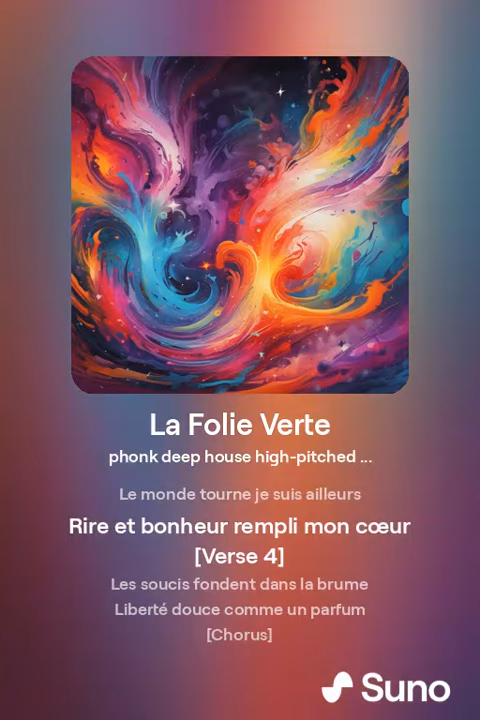 La Folie Verte
phonk deep house high-pitched ...
Le monde tourne je suis ailleurs
Rire et bonheur rempli mon cœur
[Verse 4]
Les soucis fondent dans la brume
Liberté douce comme un parfum
[Chorus]
Suno